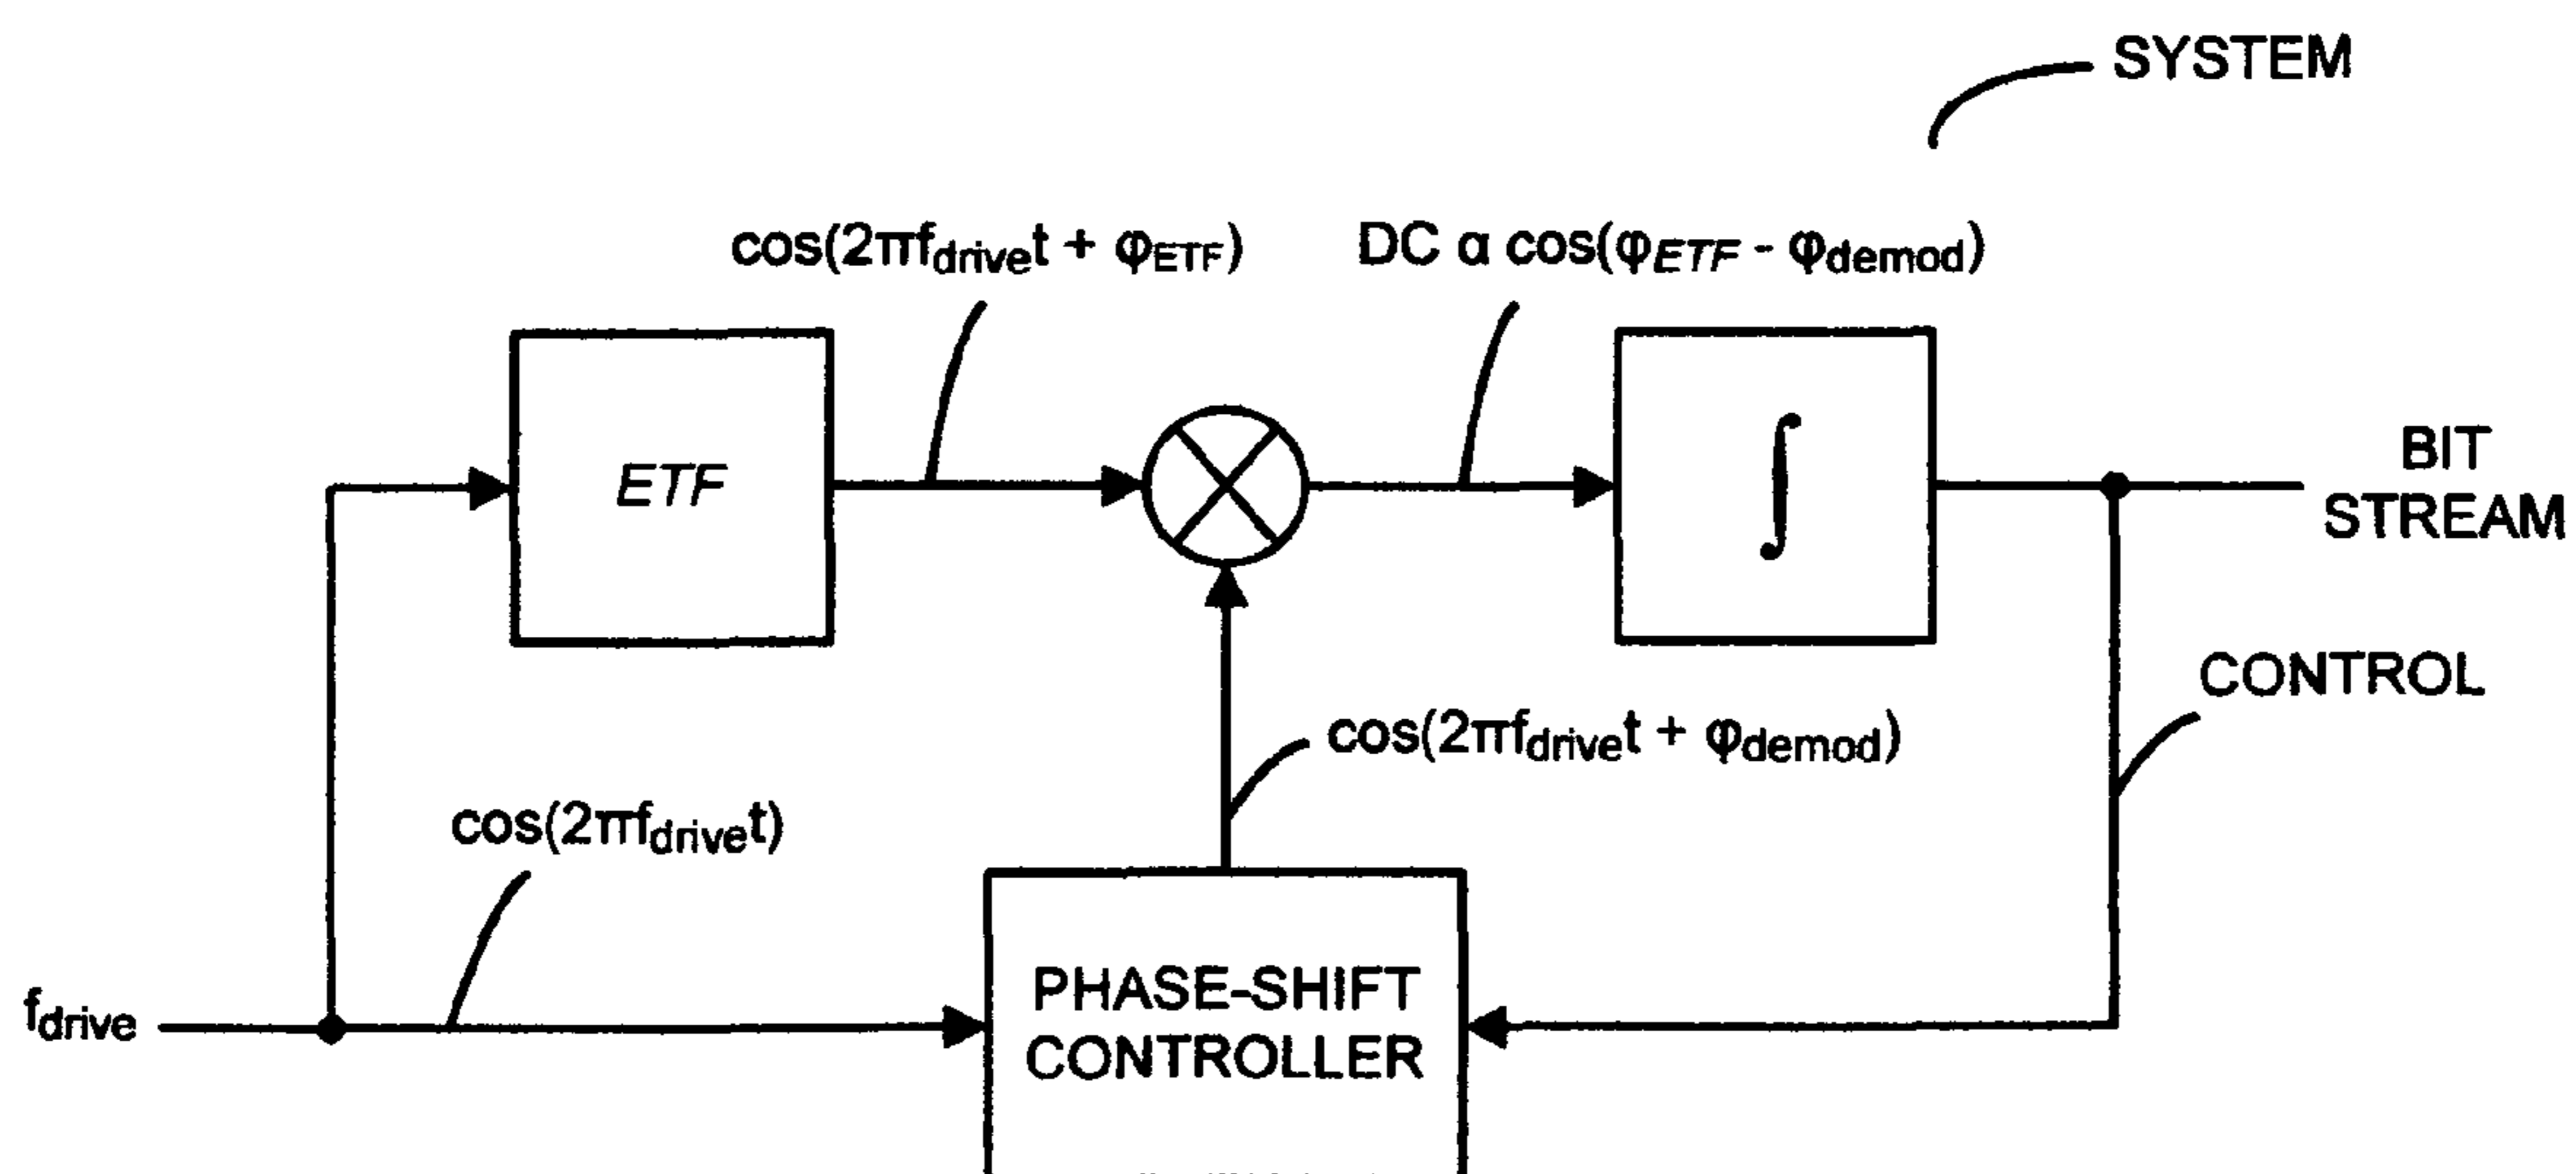 SYSTEM
cos(2πf_drive t + φ_ETF)
DC α cos(φ_ETF - φ_demod)
ETF
∫
BIT
STREAM
CONTROL
cos(2πf_drive t + φ_demod)
cos(2πf_drive t)
f_drive
PHASE-SHIFT
CONTROLLER